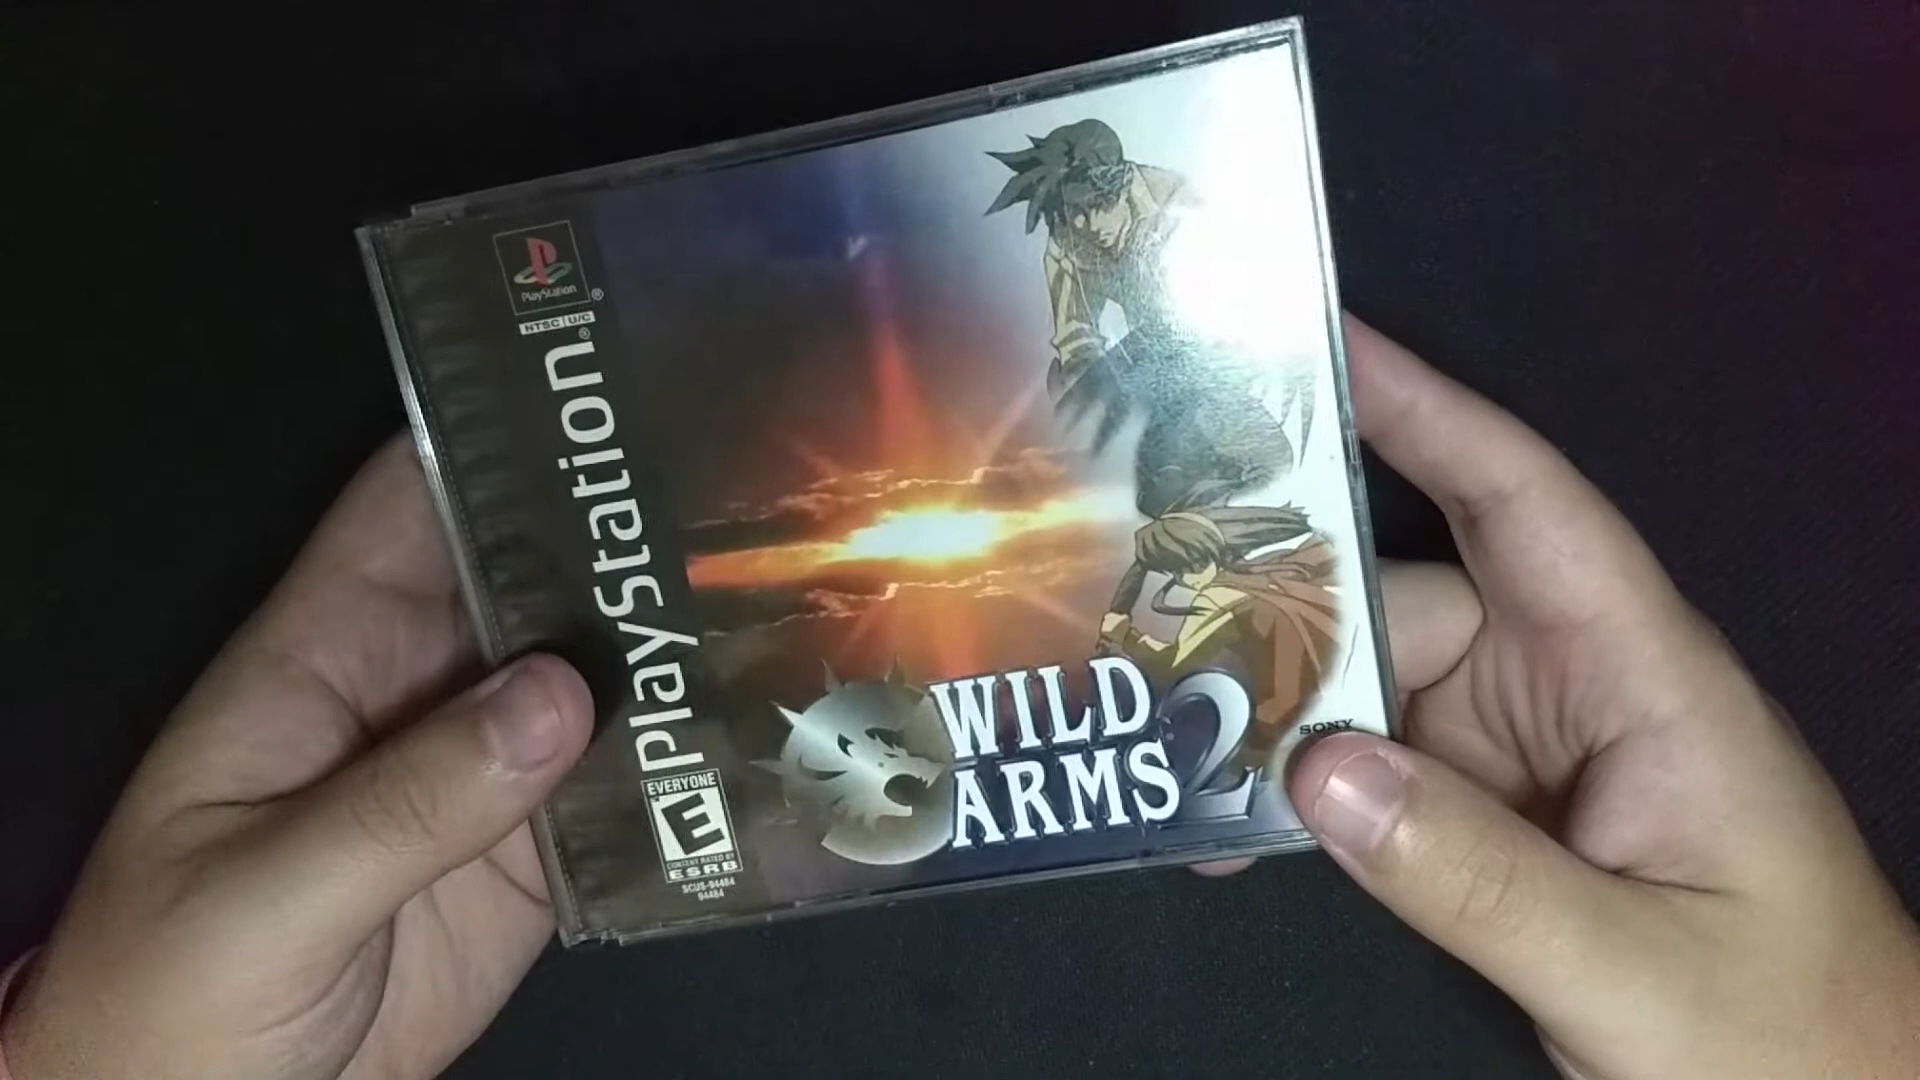 PlayStation
®
NTSC U/C
PlayStation®
EVERYONE
E
CONTENT RATED BY
ESRB
SCUS-94484
94484
WILD
ARMS 2
SONY